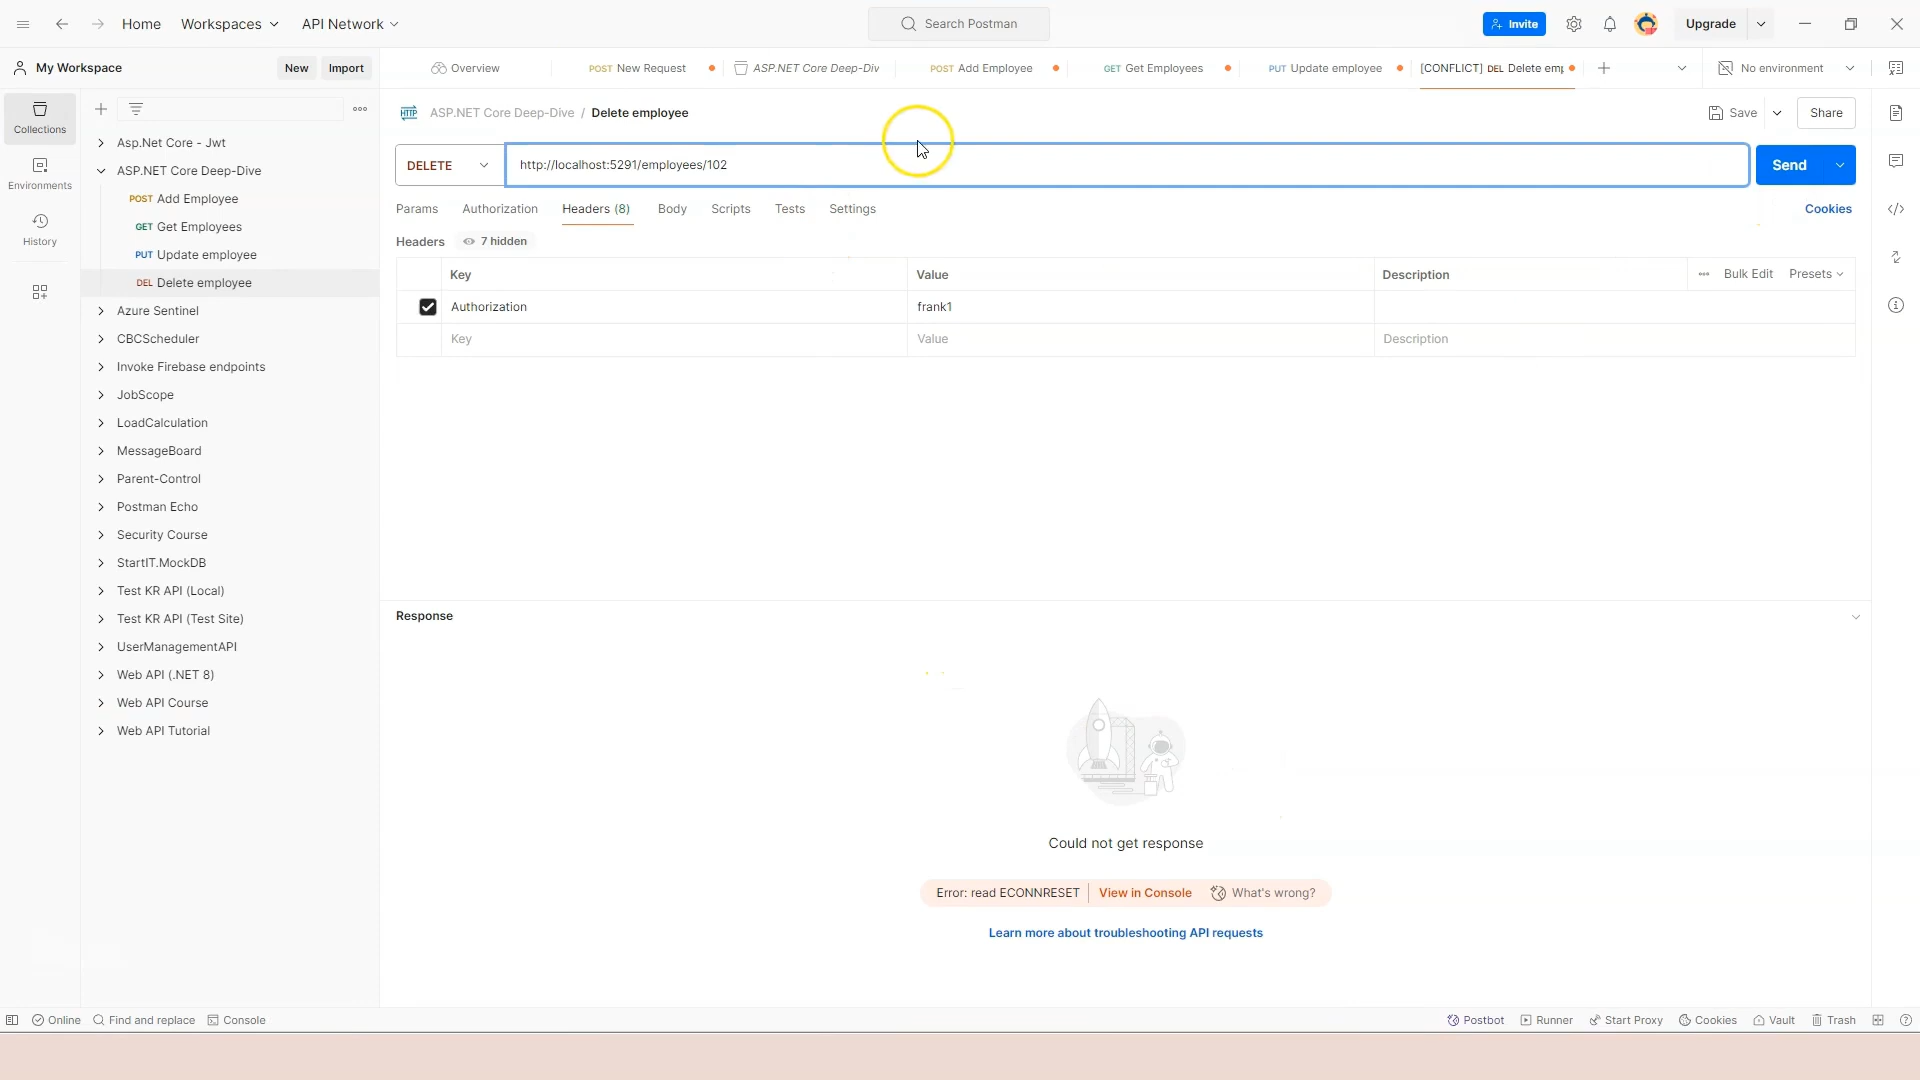 Home Workspaces API Network Search Postman Invite Upgrade
My Workspace New Import Overview POST New Request ASP.NET Core Deep-Div POST Add Employee GET Get Employees PUT Update employee [CONFLICT] DEL Delete emp No environment
Collections
Environments
History
Asp.Net Core - Jwt
ASP.NET Core Deep-Dive
POST Add Employee
GET Get Employees
PUT Update employee
DEL Delete employee
Azure Sentinel
CBCScheduler
Invoke Firebase endpoints
JobScope
LoadCalculation
MessageBoard
Parent-Control
Postman Echo
Security Course
StartIT.MockDB
Test KR API (Local)
Test KR API (Test Site)
UserManagementAPI
Web API (.NET 8)
Web API Course
Web API Tutorial
HTTP ASP.NET Core Deep-Dive / Delete employee Save Share
DELETE http://localhost:5291/employees/102 Send
Params Authorization Headers (8) Body Scripts Tests Settings Cookies
Headers 7 hidden
Key Value Description Bulk Edit Presets
Authorization frank1
Key Value Description
Response
Could not get response
Error: read ECONNRESET View in Console What's wrong?
Learn more about troubleshooting API requests
Online Find and replace Console Postbot Runner Start Proxy Cookies Vault Trash